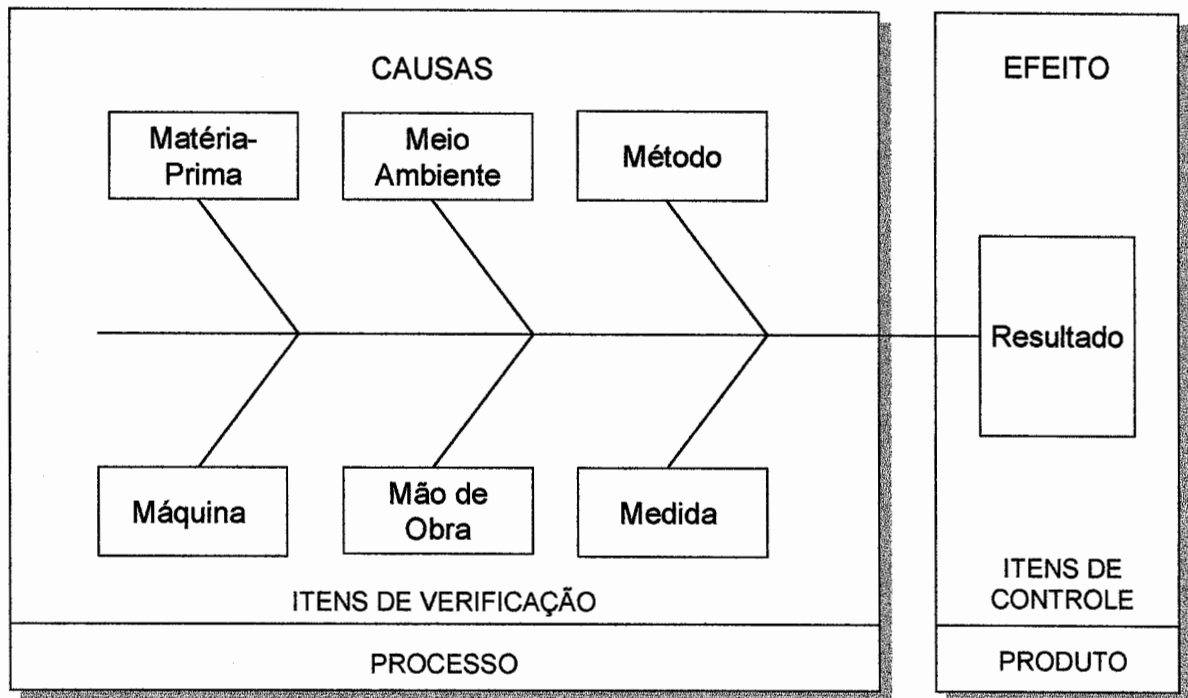 CAUSAS
EFEITO
Matéria-
Prima
Meio
Ambiente
Método
Resultado
Máquina
Mão de
Obra
Medida
ITENS DE VERIFICAÇÃO
ITENS DE
CONTROLE
PROCESSO
PRODUTO